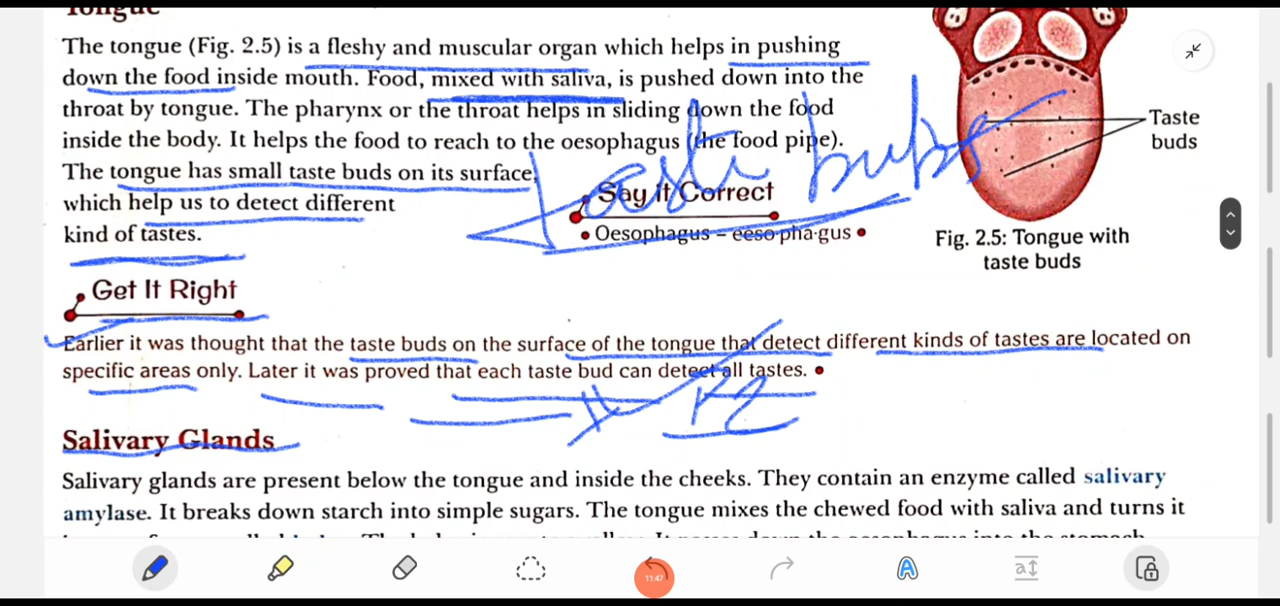 Tongue
The tongue (Fig. 2.5) is a fleshy and muscular organ which helps in pushing
down the food inside mouth. Food, mixed with saliva, is pushed down into the
throat by tongue. The pharynx or the throat helps in sliding down the food
inside the body. It helps the food to reach to the oesophagus (the food pipe).
The tongue has small taste buds on its surface
which help us to detect different
kind of tastes.
Say It Correct
• Oesophagus – eeso·pha·gus •
Taste
buds
Fig. 2.5: Tongue with
taste buds
Get It Right
Earlier it was thought that the taste buds on the surface of the tongue that detect different kinds of tastes are located on
specific areas only. Later it was proved that each taste bud can detect all tastes. •
Salivary Glands
Salivary glands are present below the tongue and inside the cheeks. They contain an enzyme called salivary
amylase. It breaks down starch into simple sugars. The tongue mixes the chewed food with saliva and turns it
11:47
A
a